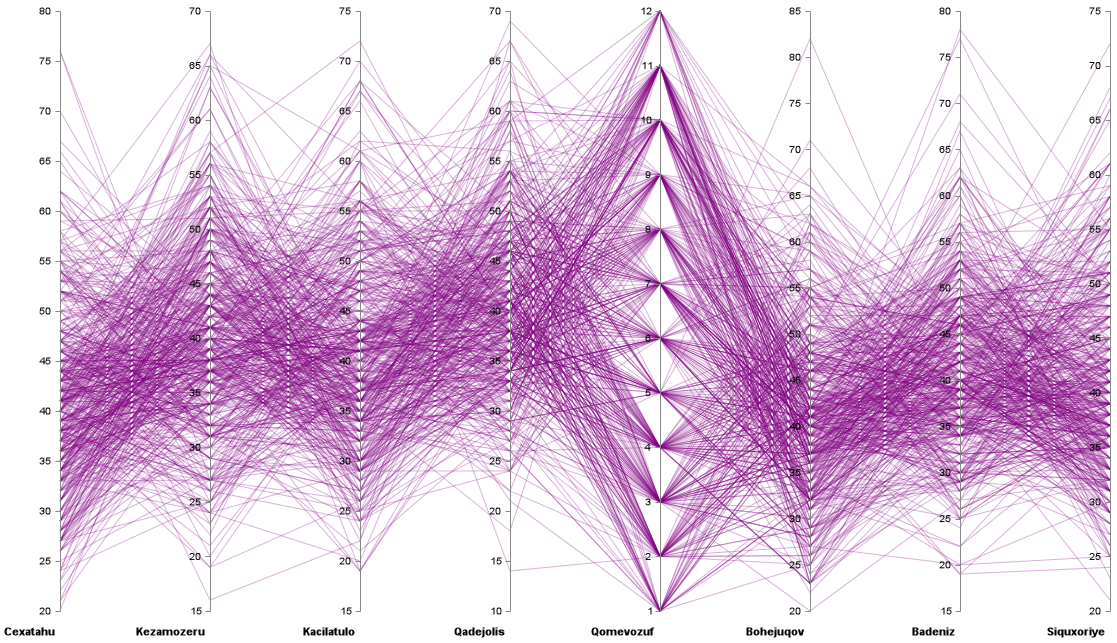 80 70 75 70 12 85 80 75
75 65 70 65 11 80 75 70
70 60 65 60 10 75 70 65
65 55 60 55 9 70 65 60
60 50 55 50 8 65 60 55
55 45 50 45 7 60 55 50
50 40 45 40 6 55 50 45
45 35 40 35 5 50 45 40
40 30 35 30 4 45 40 35
35 25 30 25 3 40 35 30
30 20 25 20 2 35 30 25
25 15 20 15 1 30 25 20
20 15 10 25 20
20 15
Cexatahu Kezamozeru Kacilatulo Qadejolis Qomevozuf Bohejuqov Badeniz Siquxoriye